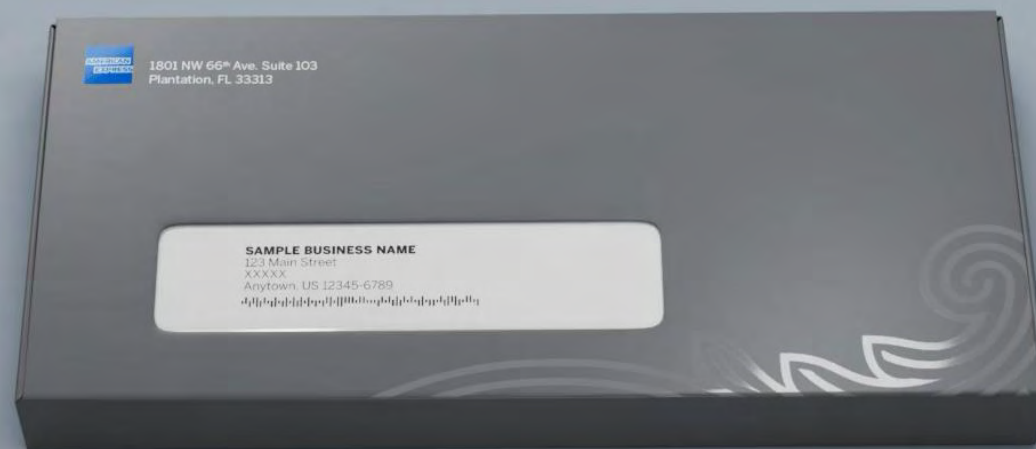 AMERICAN
EXPRESS
1801 NW 66th Ave. Suite 103
Plantation, FL 33313
SAMPLE BUSINESS NAME
123 Main Street
XXXXX
Anytown, US 12345-6789